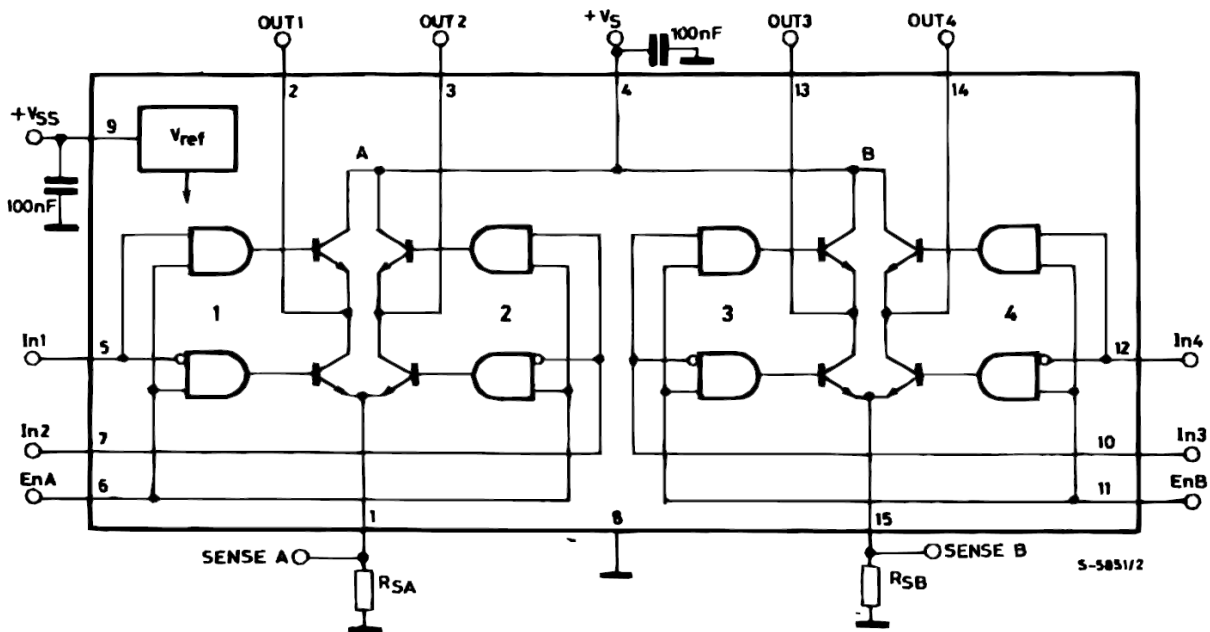 OUT1 OUT2 +VS 100nF OUT3 OUT4
2 3 4 13 14
+VSS 9 Vref
A B
100nF
1 2 3 4
In1 5 12 In4
In2 7 10 In3
EnA 6 11 EnB
1 8 15
SENSE A SENSE B S-5851/2
RSA RSB